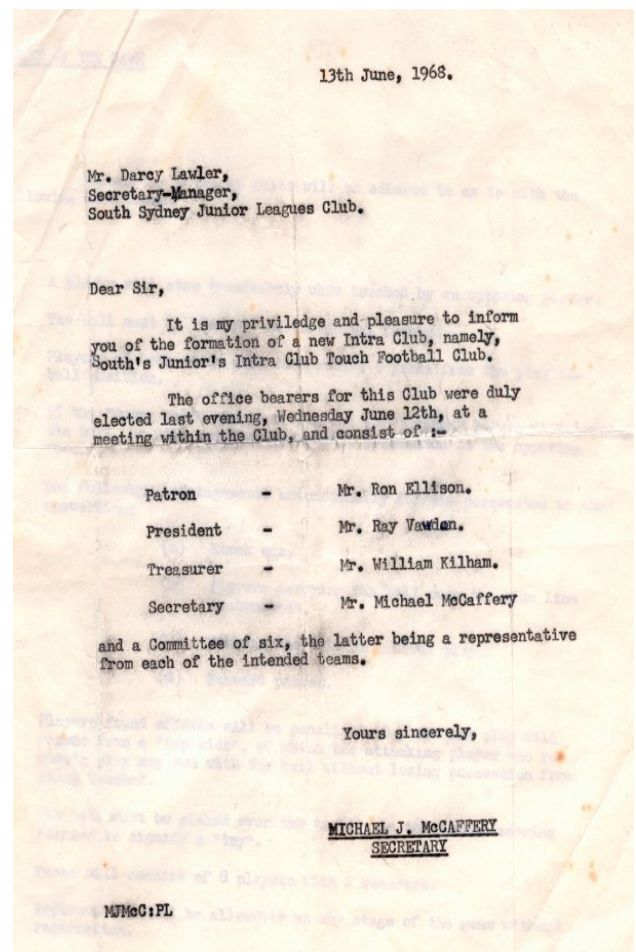 13th June, 1968.
Mr. Darcy Lawler,
Secretary-Manager,
South Sydney Junior Leagues Club.
Dear Sir,
It is my priviledge and pleasure to inform
you of the formation of a new Intra Club, namely,
South's Junior's Intra Club Touch Football Club.
The office bearers for this Club were duly
elected last evening, Wednesday June 12th, at a
meeting within the Club, and consist of :-
Patron - Mr. Ron Ellison.
President - Mr. Ray Vawdon.
Treasurer - Mr. William Kilham.
Secretary - Mr. Michael McCaffery
and a Committee of six, the latter being a representative
from each of the intended teams.
Yours sincerely,
MICHAEL J. McCAFFERY
SECRETARY
MJMcC:PL